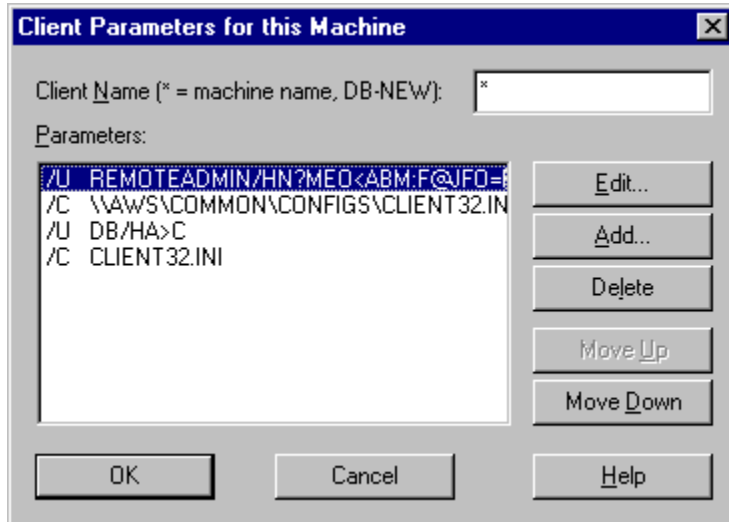 Client Parameters for this Machine
Client Name (* = machine name, DB-NEW):
*
Parameters:
/U REMOTEADMIN/HN?MEO<ABM:F@JFO=
/C \\AWS\COMMON\CONFIGS\CLIENT32.IN
/U DB/HA>C
/C CLIENT32.INI
Edit...
Add...
Delete
Move Up
Move Down
OK
Cancel
Help